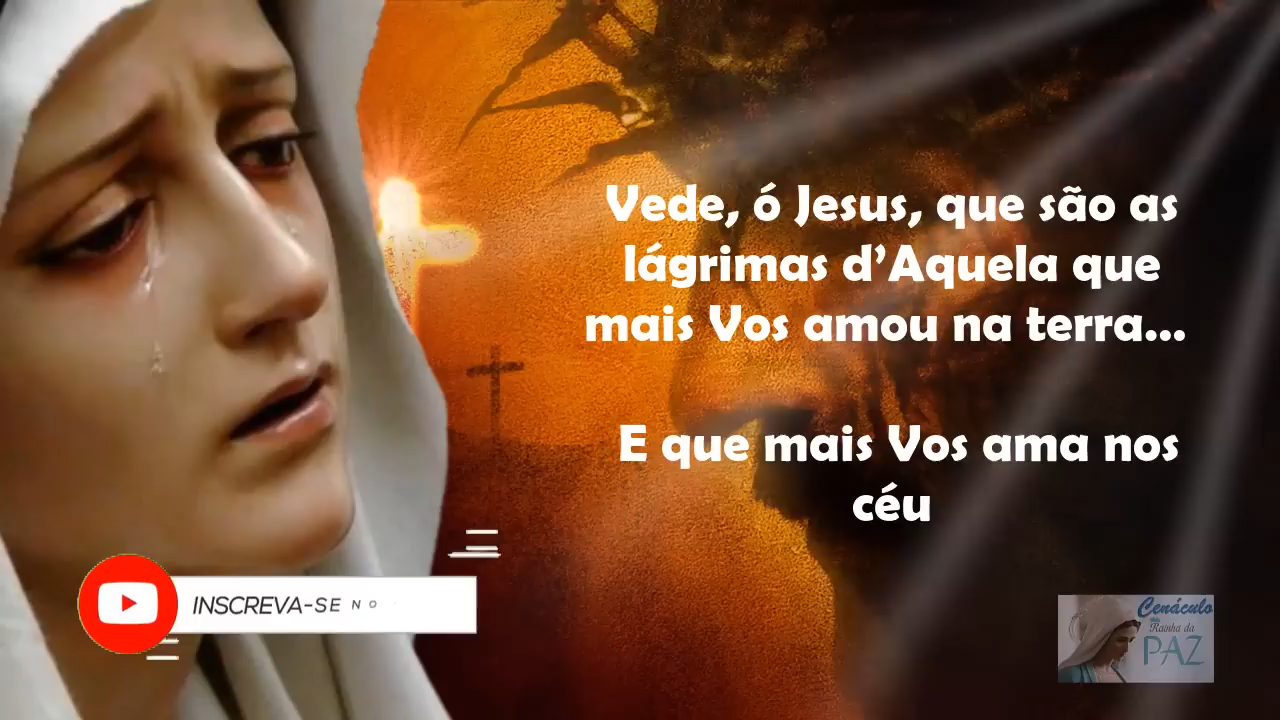 Vede, ó Jesus, que são as
lágrimas d’Aquela que
mais Vos amou na terra...
E que mais Vos ama nos
céu
INSCREVA-SE NO
Cenáculo
Rainha da
PAZ